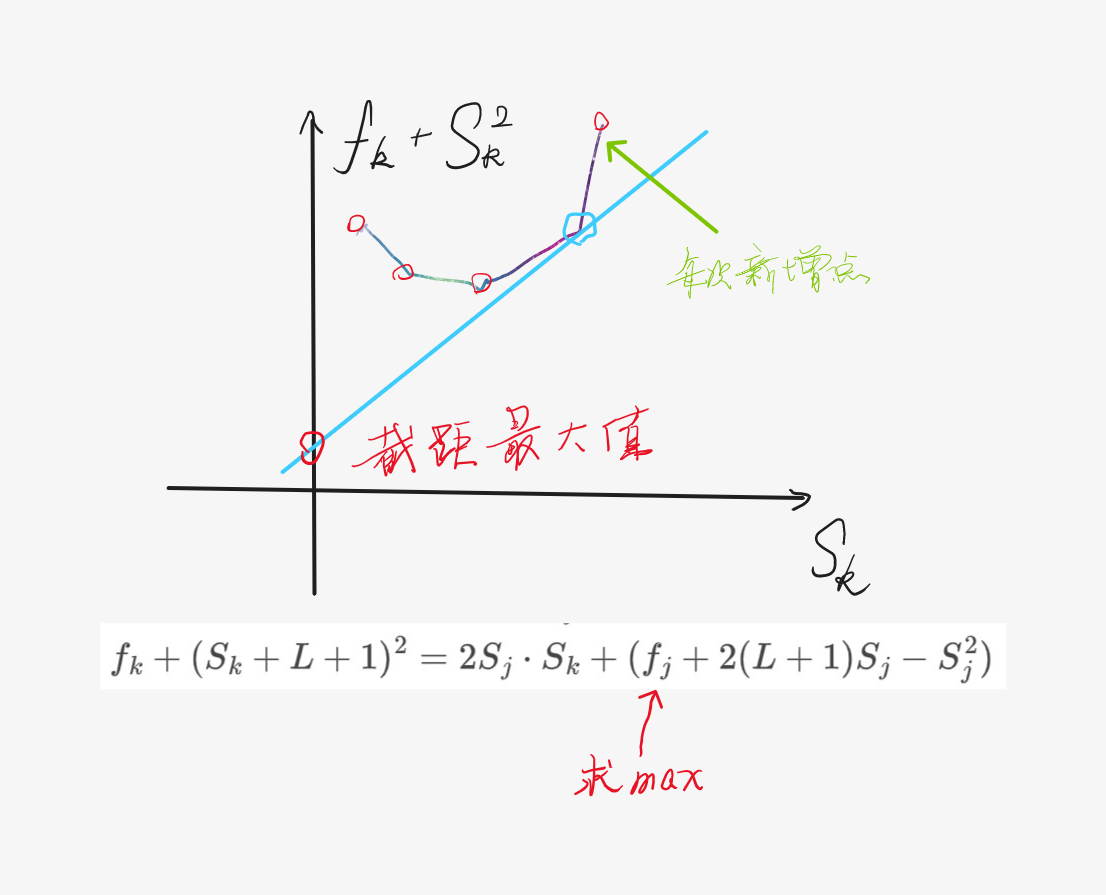 f_k + S_k^2
每次新增点
截距最大值
S_k
f_k + (S_k + L + 1)^2 = 2S_j · S_k + (f_j + 2(L + 1)S_j − S_j^2)
求max